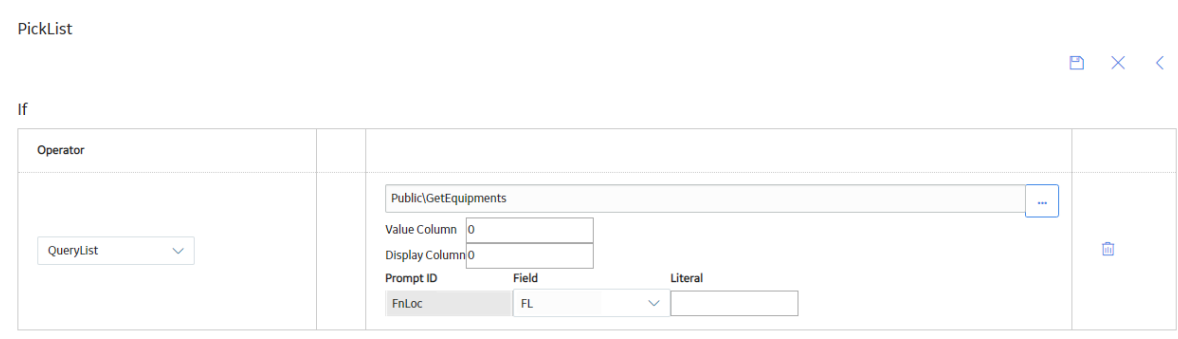 PickList
If
Operator
Public\GetEquipments
...
Value Column 0
QueryList
Display Column 0
Prompt ID Field Literal
FnLoc FL